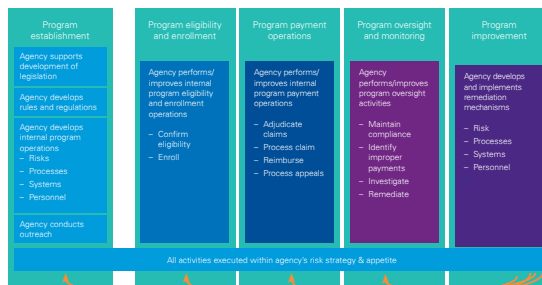 Program
establishment
Agency supports
development of
legislation
Agency develops
rules and regulations
Agency develops
internal program
operations
– Risks
– Processes
– Systems
– Personnel
Agency conducts
outreach
Program eligibility
and enrollment
Agency performs/
improves internal
program eligibility
and enrollment
operations
– Confirm
eligibility
– Enroll
Program payment
operations
Agency performs/
improves internal
program payment
operations
– Adjudicate
claims
– Process claim
– Reimburse
– Process appeals
Program oversight
and monitoring
Agency
performs/improves
program oversight
activities
– Maintain
compliance
– Identify
improper
payments
– Investigate
– Remediate
Program
improvement
Agency develops
and implements
remediation
mechanisms
– Risk
– Processes
– Systems
– Personnel
All activities executed within agency's risk strategy & appetite